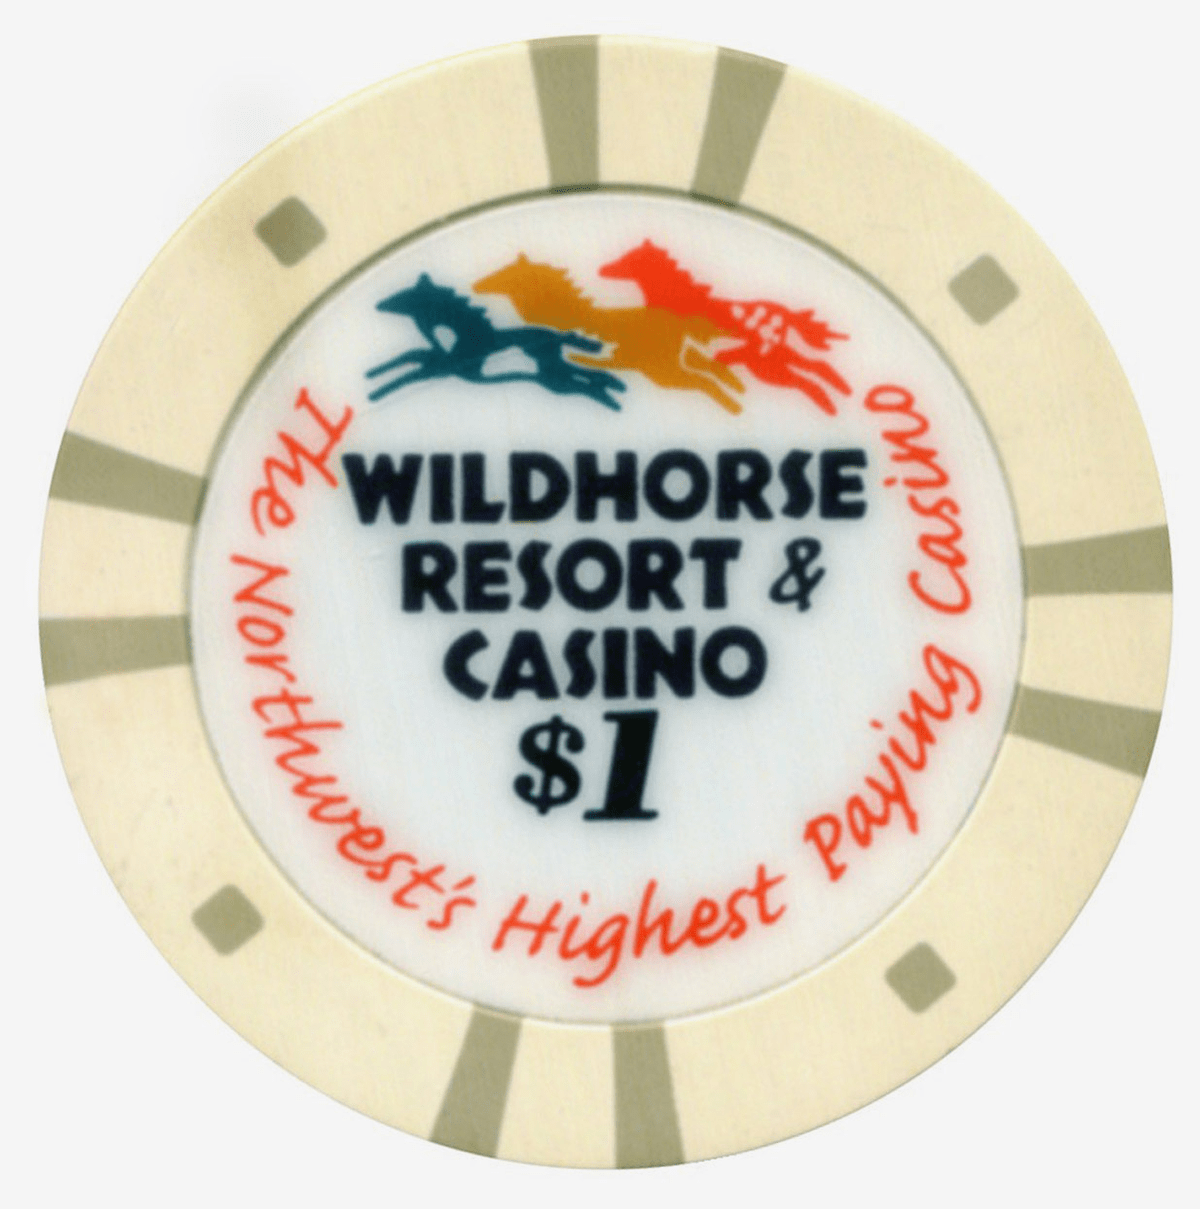 WILDHORSE
RESORT &
CASINO
$1
The Northwest's Highest Paying Casino